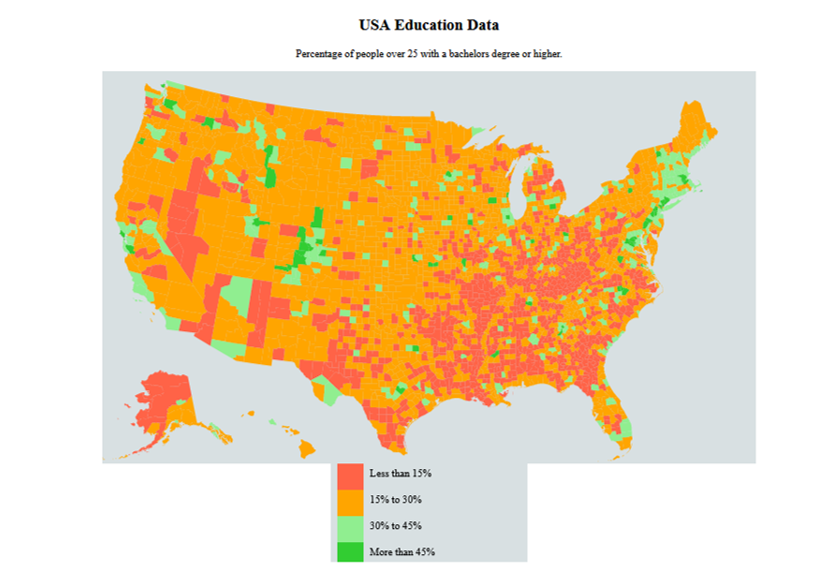 USA Education Data
Percentage of people over 25 with a bachelors degree or higher.
Less than 15%
15% to 30%
30% to 45%
More than 45%